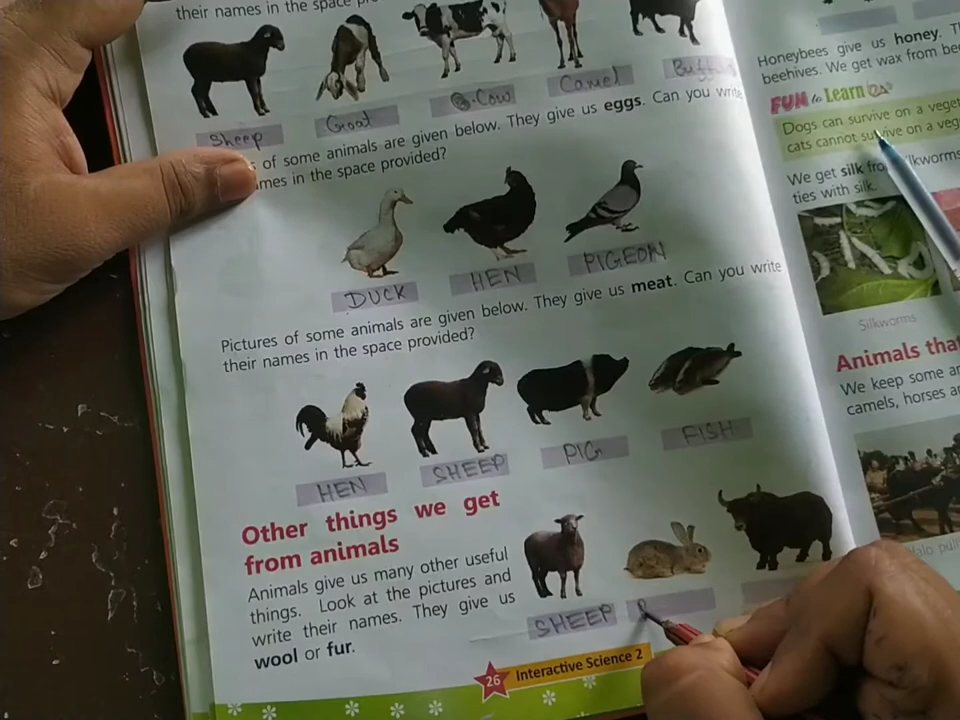 their names in the space
Sheep
Goat
Cow
Camel
of some animals are given below. They give us eggs. Can you write
in the space provided?
DUCK
HEN
PIGEON
Pictures of some animals are given below. They give us meat. Can you write
their names in the space provided?
HEN
SHEEP
PIG
FISH
Other things we get
from animals
Animals give us many other useful
things. Look at the pictures and
write their names. They give us
wool or fur.
SHEEP
26 Interactive Science 2
Honeybees give us honey.
beehives. We get wax from
FUN to Learn
Dogs can survive on a
cats cannot survive on a
We get silk silkworms
ties with silk.
Silkworms
Animals
We keep some
camels, horses